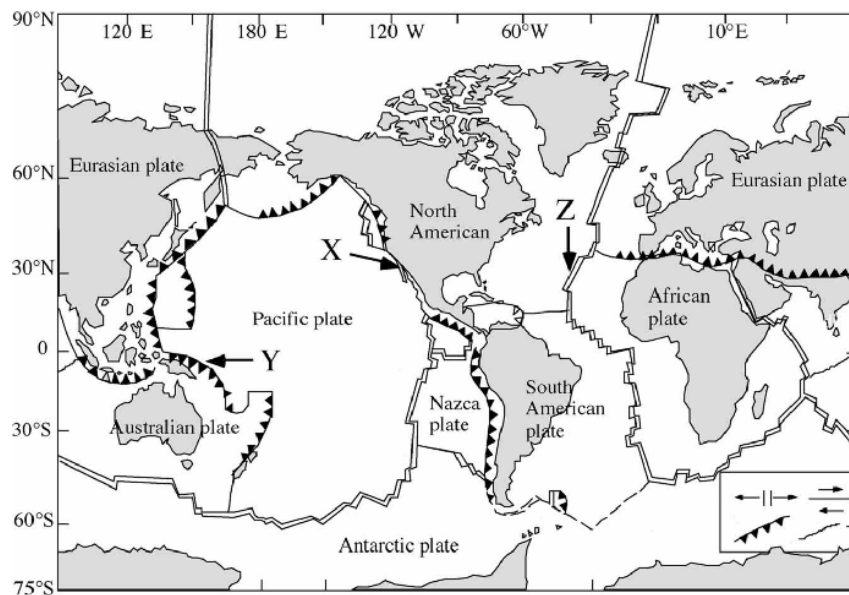 90°N
120 E
180 E
120 W
60°W
10°E
60°N
Eurasian plate
Eurasian plate
North
American
Z
X
30°N
African
plate
Pacific plate
0
Y
South
American
plate
Nazca
plate
Australian plate
30°S
60°S
Antarctic plate
75°S